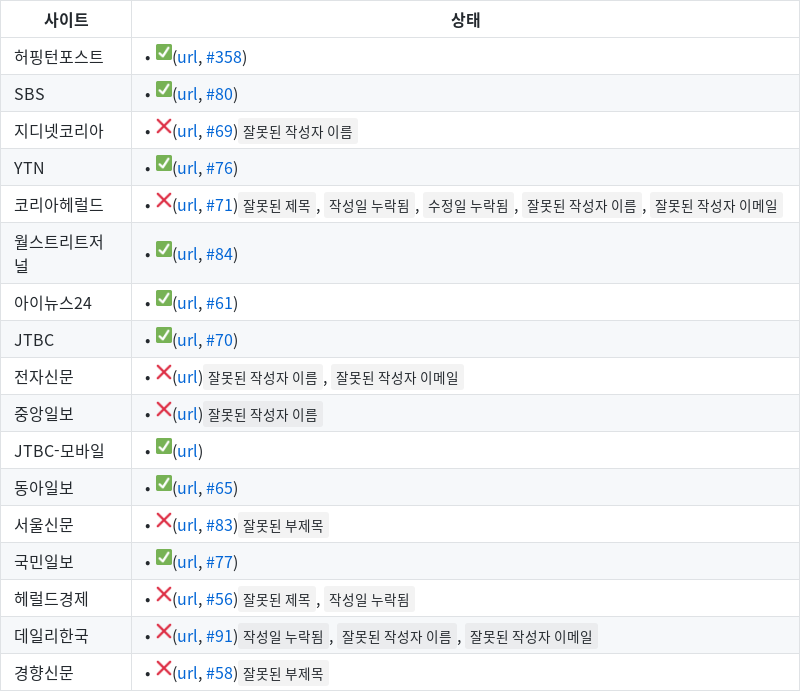 사이트 상태
허핑턴포스트 • ✅(url, #358)
SBS • ✅(url, #80)
지디넷코리아 • ❌(url, #69) 잘못된 작성자 이름
YTN • ✅(url, #76)
코리아헤럴드 • ❌(url, #71) 잘못된 제목 , 작성일 누락됨 , 수정일 누락됨 , 잘못된 작성자 이름 , 잘못된 작성자 이메일
월스트리트저
널 • ✅(url, #84)
아이뉴스24 • ✅(url, #61)
JTBC • ✅(url, #70)
전자신문 • ❌(url) 잘못된 작성자 이름 , 잘못된 작성자 이메일
중앙일보 • ❌(url) 잘못된 작성자 이름
JTBC-모바일 • ✅(url)
동아일보 • ✅(url, #65)
서울신문 • ❌(url, #83) 잘못된 부제목
국민일보 • ✅(url, #77)
헤럴드경제 • ❌(url, #56) 잘못된 제목 , 작성일 누락됨
데일리한국 • ❌(url, #91) 작성일 누락됨 , 잘못된 작성자 이름 , 잘못된 작성자 이메일
경향신문 • ❌(url, #58) 잘못된 부제목